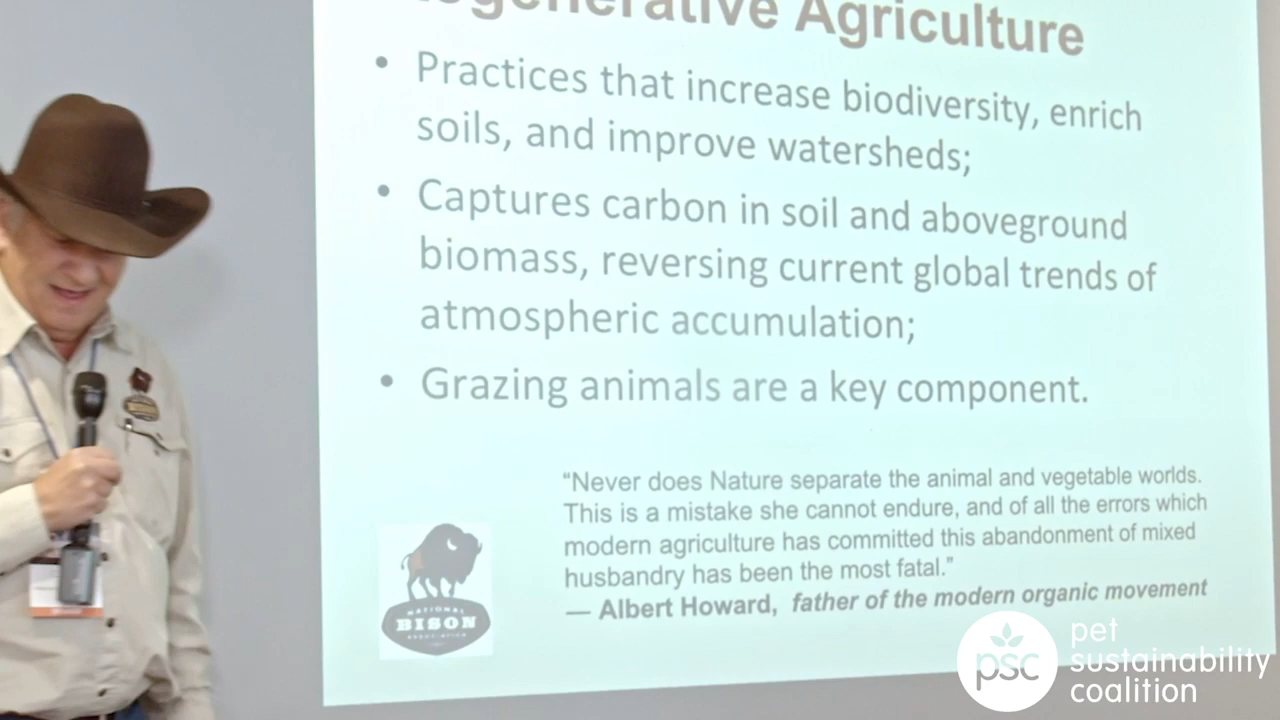 Agriculture
• Practices that increase biodiversity, enrich
soils, and improve watersheds;
• Captures carbon in soil and aboveground
biomass, reversing current global trends of
atmospheric accumulation;
• Grazing animals are a key component.
“Never does Nature separate the animal and vegetable worlds.
This is a mistake she cannot endure, and of all the errors which
modern agriculture has committed this abandonment of mixed
husbandry has been the most fatal.”
— Albert Howard, father of the modern organic movement
NATIONAL
BISON
ASSOCIATION
psc
pet
sustainability
coalition